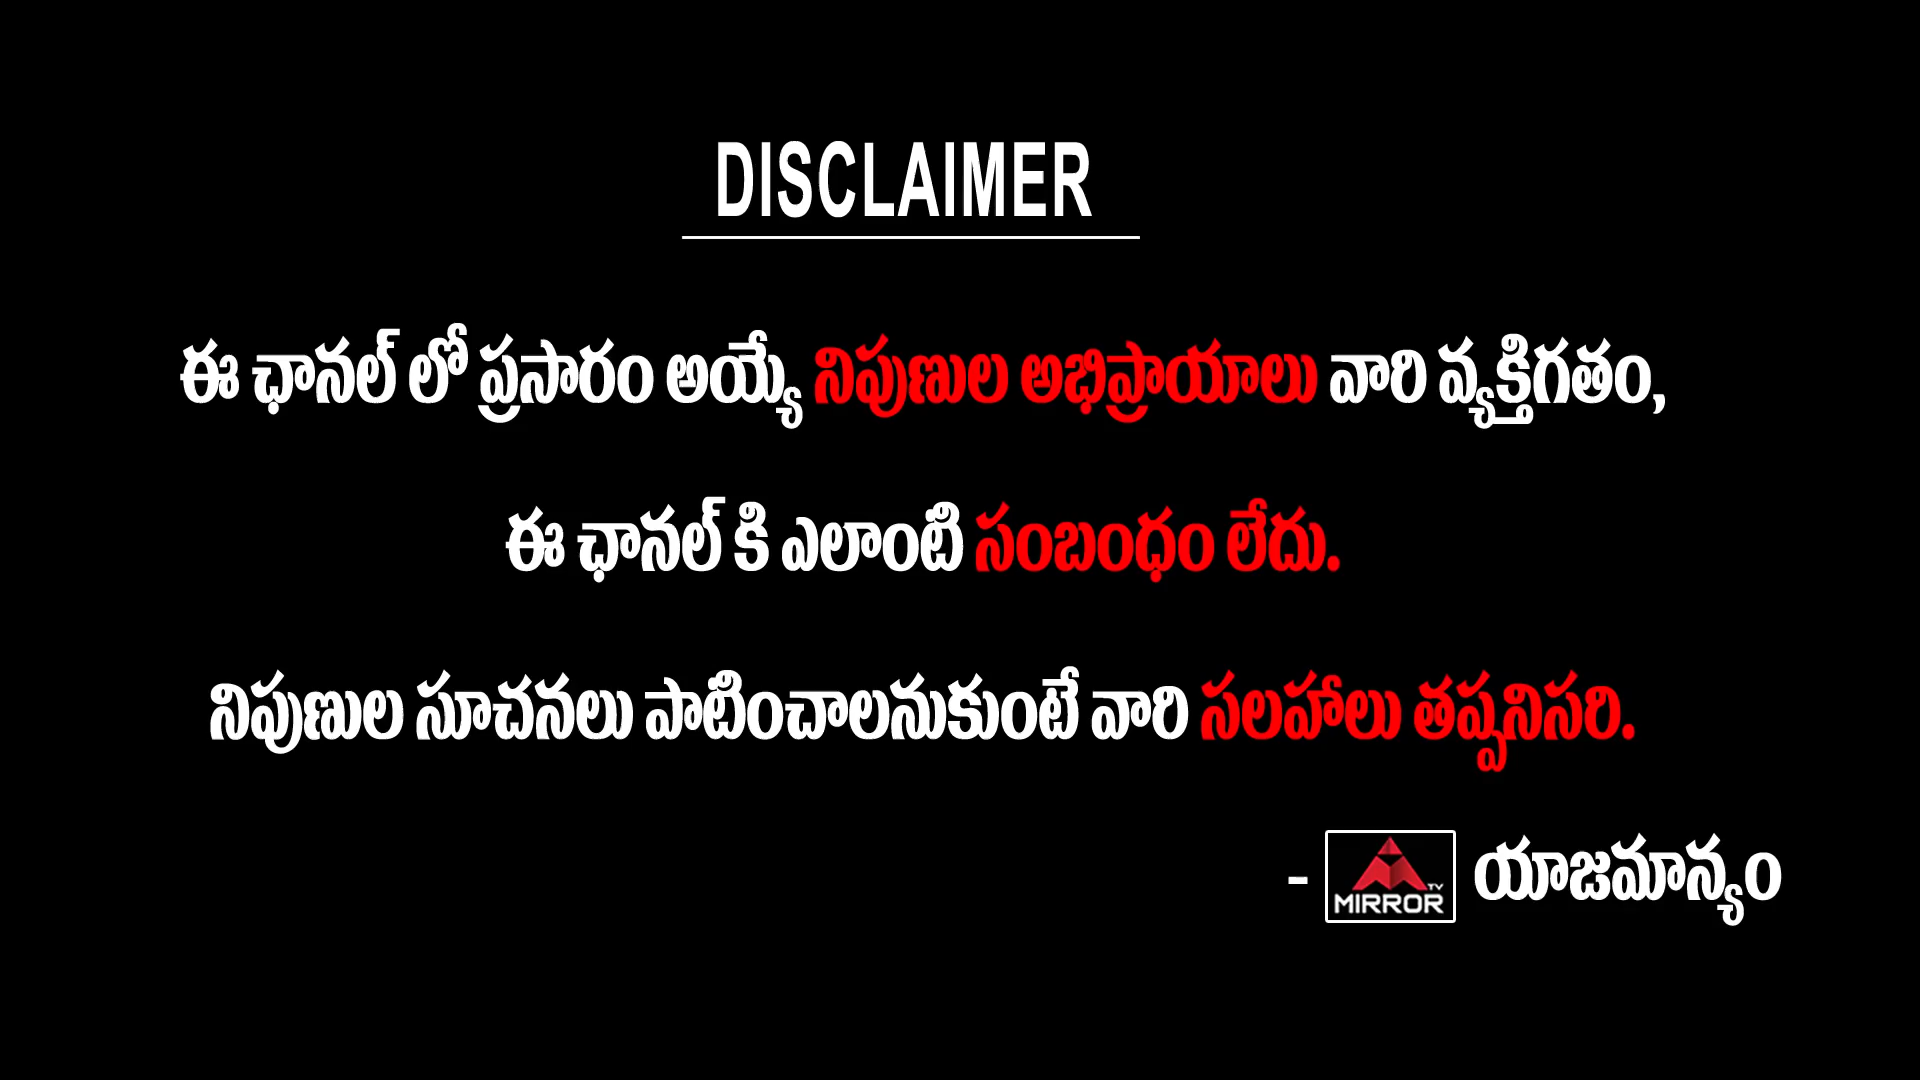 DISCLAIMER
ఈ ఛానల్ లో ప్రసారం అయ్యే నిపుణుల అభిప్రాయాలు వారి వ్యక్తిగతం,
ఈ ఛానల్ కి ఎలాంటి సంబంధం లేదు.
నిపుణుల సూచనలు పాటించాలనుకుంటే వారి సలహాలు తప్పనిసరి.
- MIRROR TV యాజమాన్యం